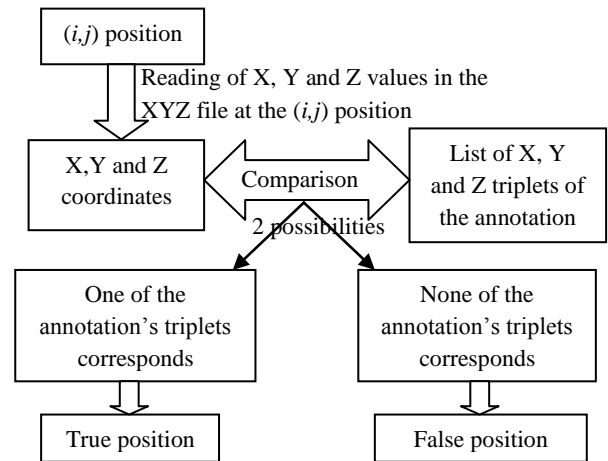 (i,j) position
Reading of X, Y and Z values in the
XYZ file at the (i,j) position
X,Y and Z
coordinates
Comparison
List of X, Y
and Z triplets of
the annotation
2 possibilities
One of the
annotation's triplets
corresponds
None of the
annotation's triplets
corresponds
True position
False position